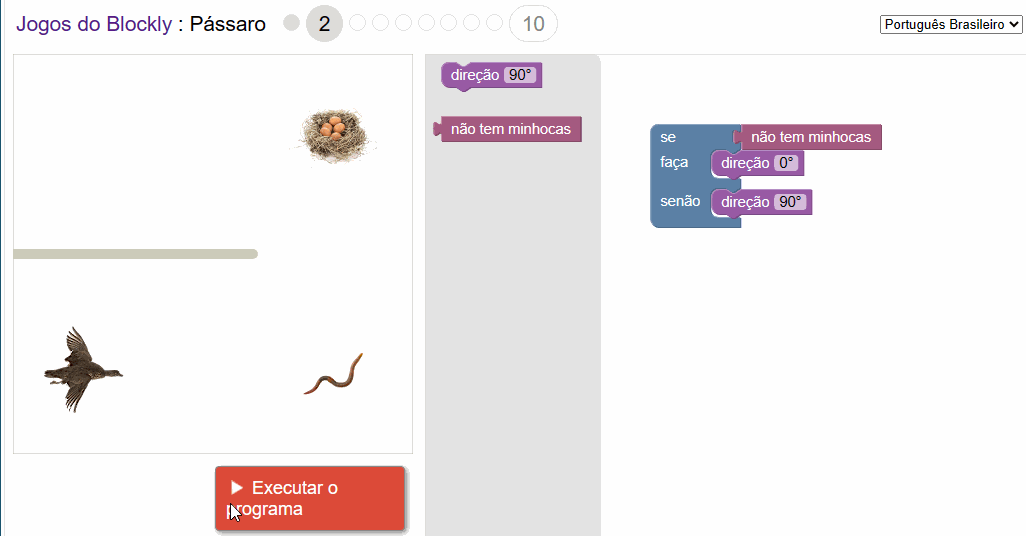 Jogos do Blockly : Pássaro 2 10 Português Brasileiro
direção 90°
não tem minhocas
se não tem minhocas
faça direção 0°
senão direção 90°
Executar o
programa